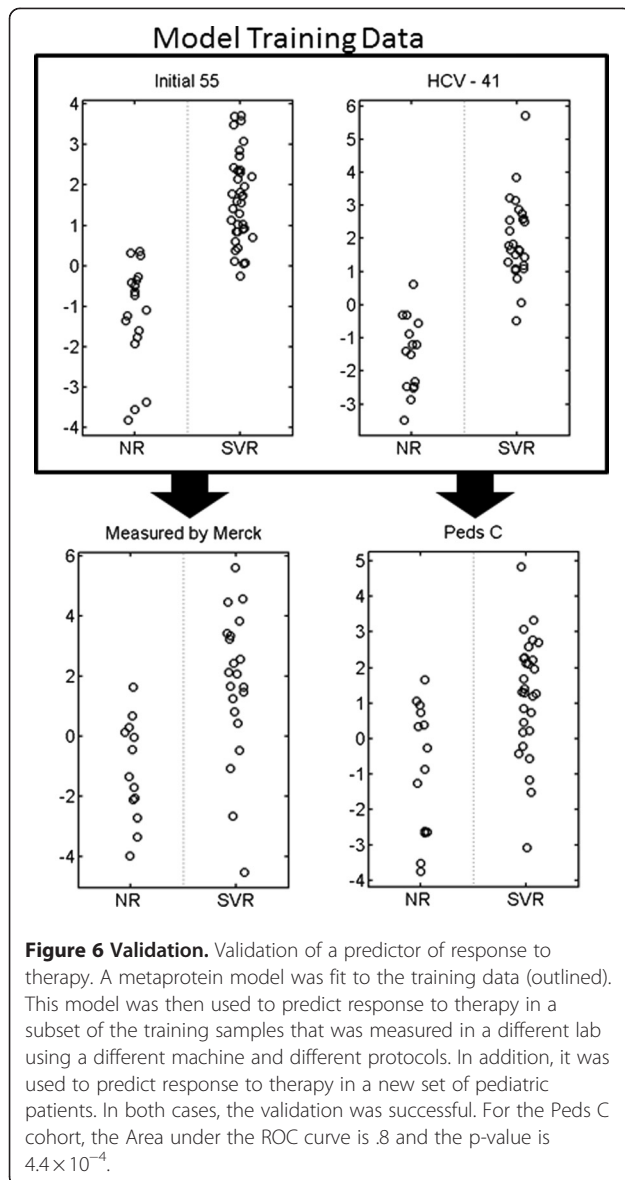 Model Training Data
Initial 55
HCV - 41
4
3
2
1
0
-1
-2
-3
-4
NR
SVR
6
5
4
3
2
1
0
-1
-2
-3
NR
SVR
Measured by Merck
Peds C
6
4
2
0
-2
-4
NR
SVR
5
4
3
2
1
0
-1
-2
-3
-4
NR
SVR
Figure 6 Validation. Validation of a predictor of response to
therapy. A metaprotein model was fit to the training data (outlined).
This model was then used to predict response to therapy in a
subset of the training samples that was measured in a different lab
using a different machine and different protocols. In addition, it was
used to predict response to therapy in a new set of pediatric
patients. In both cases, the validation was successful. For the Peds C
cohort, the Area under the ROC curve is .8 and the p-value is
4.4 × 10⁻⁴.